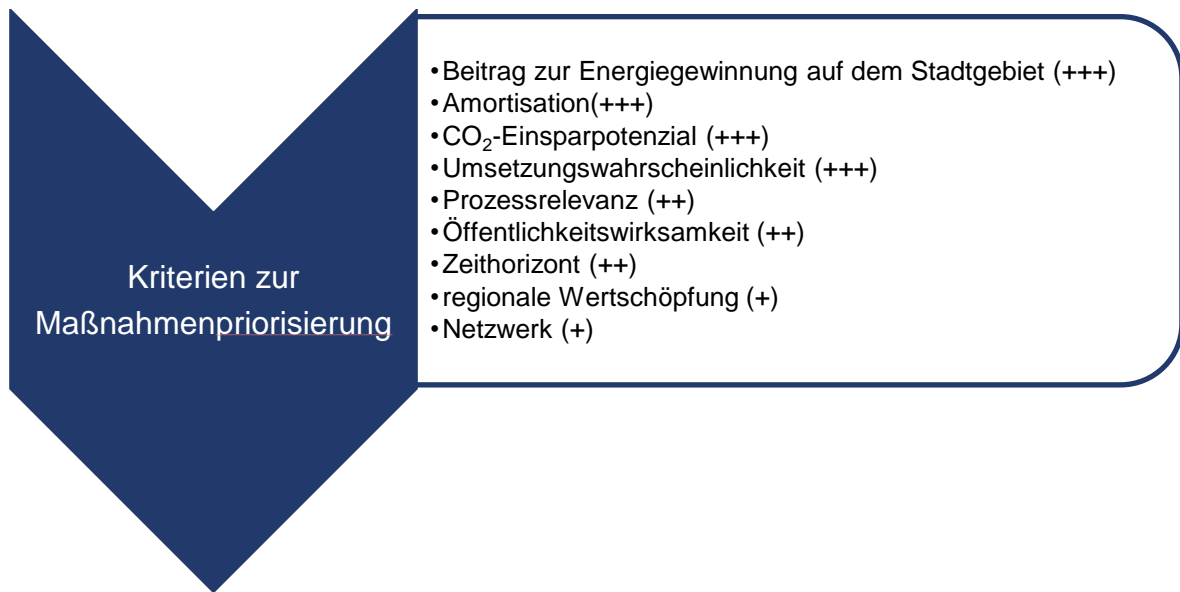 Kriterien zur
Maßnahmenpriorisierung
•Beitrag zur Energiegewinnung auf dem Stadtgebiet (+++)
•Amortisation(+++)
•CO₂-Einsparpotenzial (+++)
•Umsetzungswahrscheinlichkeit (+++)
•Prozessrelevanz (++)
•Öffentlichkeitswirksamkeit (++)
•Zeithorizont (++)
•regionale Wertschöpfung (+)
•Netzwerk (+)